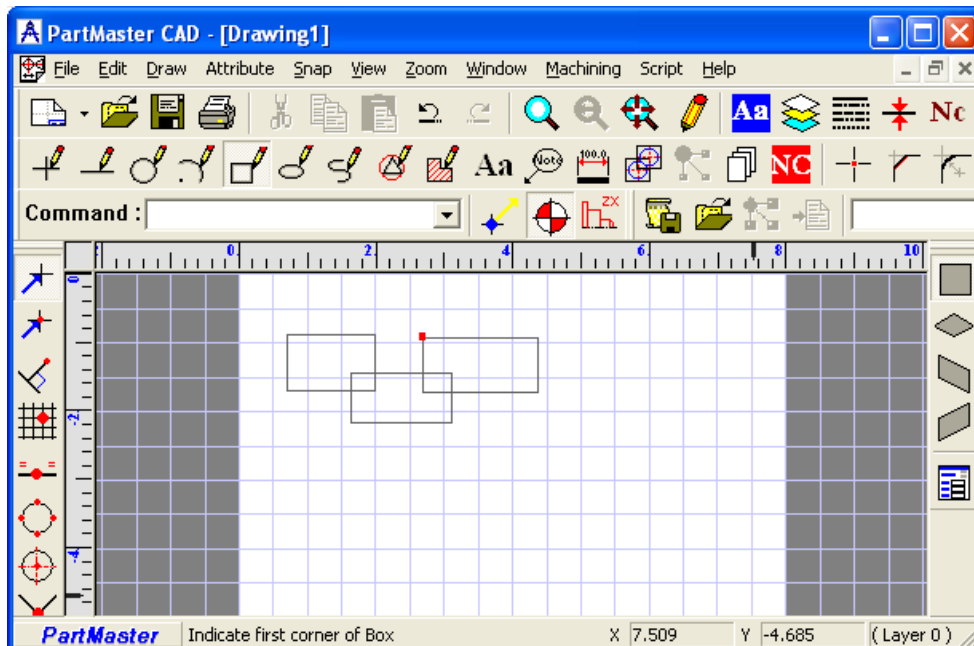 PartMaster CAD - [Drawing1]
File Edit Draw Attribute Snap View Zoom Window Machining Script Help
Aa Nc
Aa Note 100.0 NC
Command : ZX
0 2 4 6 8 10
0
-2
-4
PartMaster Indicate first corner of Box X 7.509 Y -4.685 ( Layer 0 )